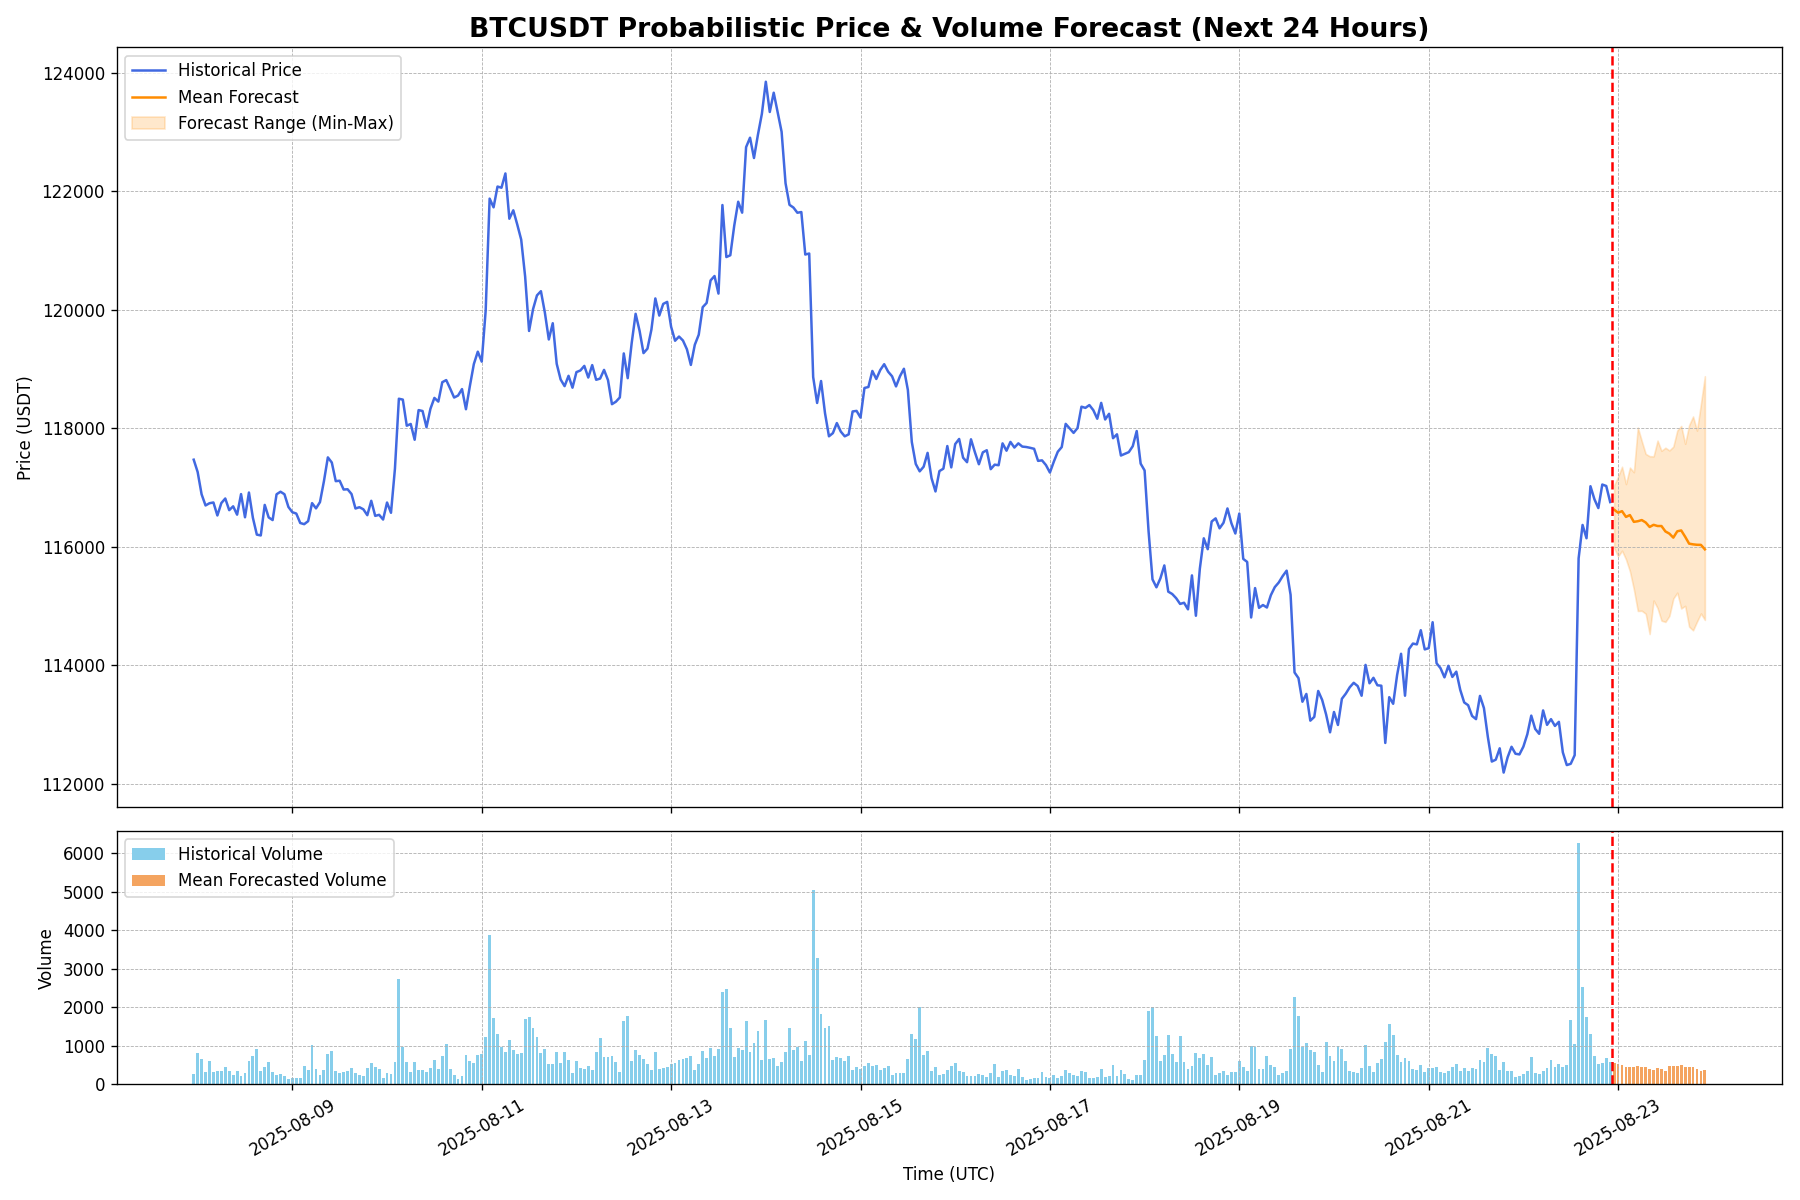 BTCUSDT Probabilistic Price & Volume Forecast (Next 24 Hours)
Historical Price
Mean Forecast
Forecast Range (Min-Max)
Price (USDT)
124000
122000
120000
118000
116000
114000
112000
Historical Volume
Mean Forecasted Volume
Volume
6000
5000
4000
3000
2000
1000
0
2025-08-09
2025-08-11
2025-08-13
2025-08-15
2025-08-17
2025-08-19
2025-08-21
2025-08-23
Time (UTC)